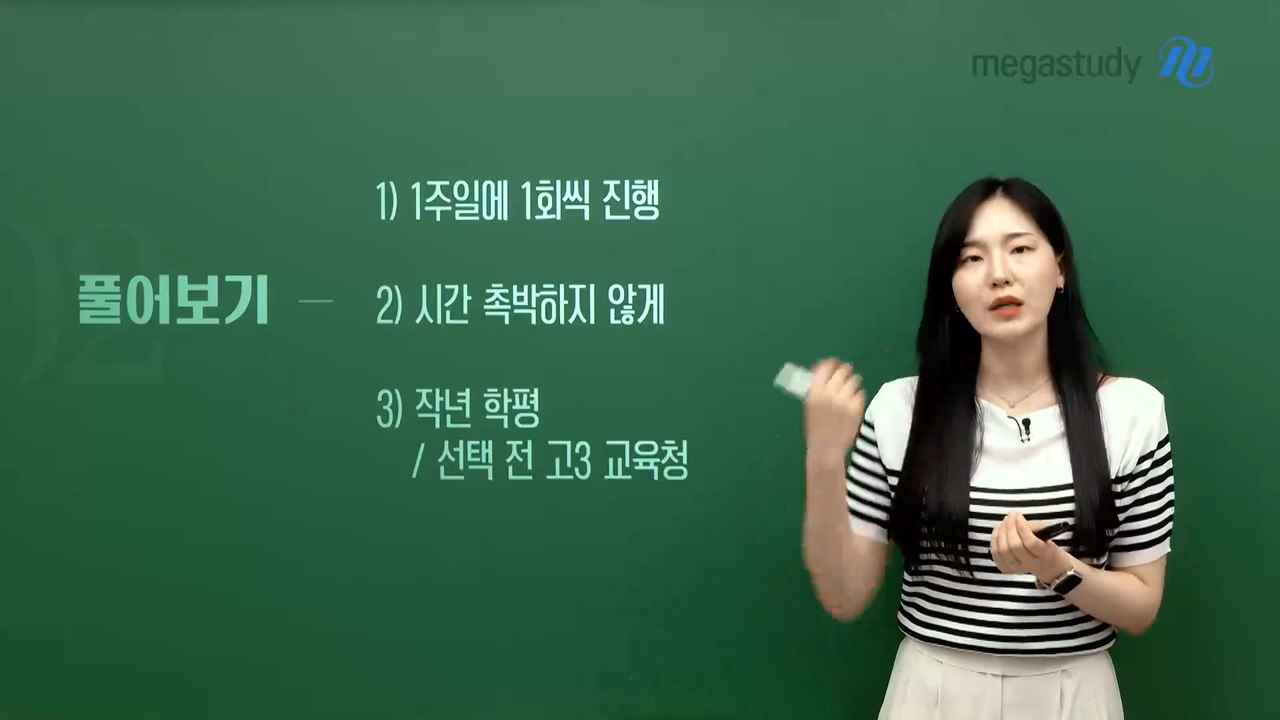 megastudy
02
풀어보기
1) 1주일에 1회씩 진행
2) 시간 촉박하지 않게
3) 작년 학평
/ 선택 전 고3 교육청